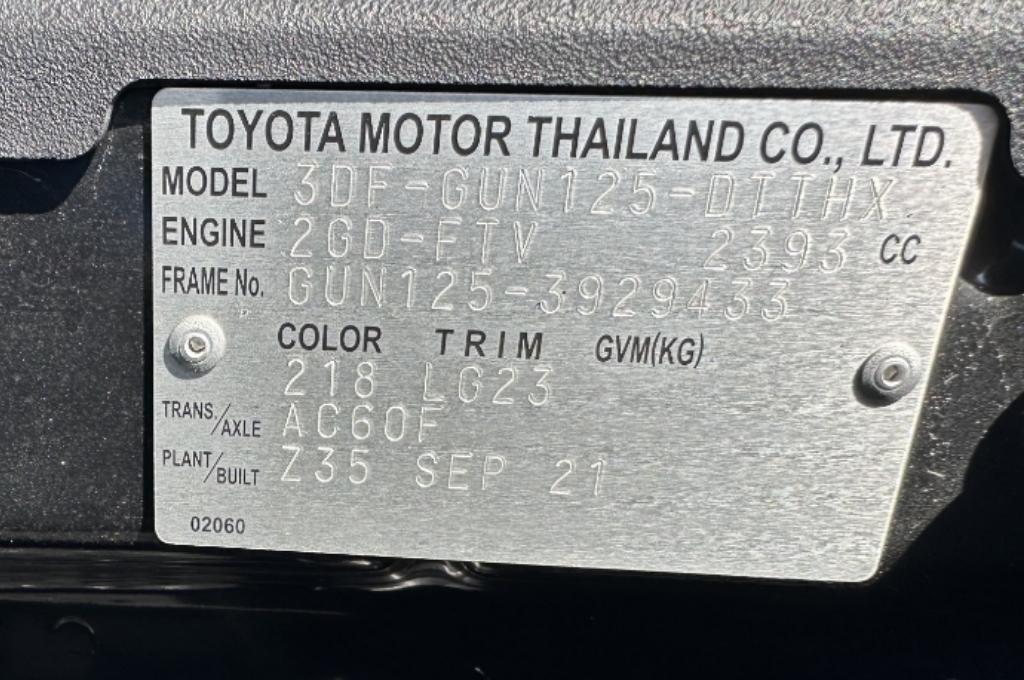 TOYOTA MOTOR THAILAND CO., LTD.
MODEL 3DF-GUN125-DTTHX
ENGINE 2GD-FTV 2393 CC
FRAME No. GUN125-3929433
COLOR TRIM GVM(KG)
218 LG23
TRANS./AXLE AC60F
PLANT/BUILT Z35 SEP 21
02060